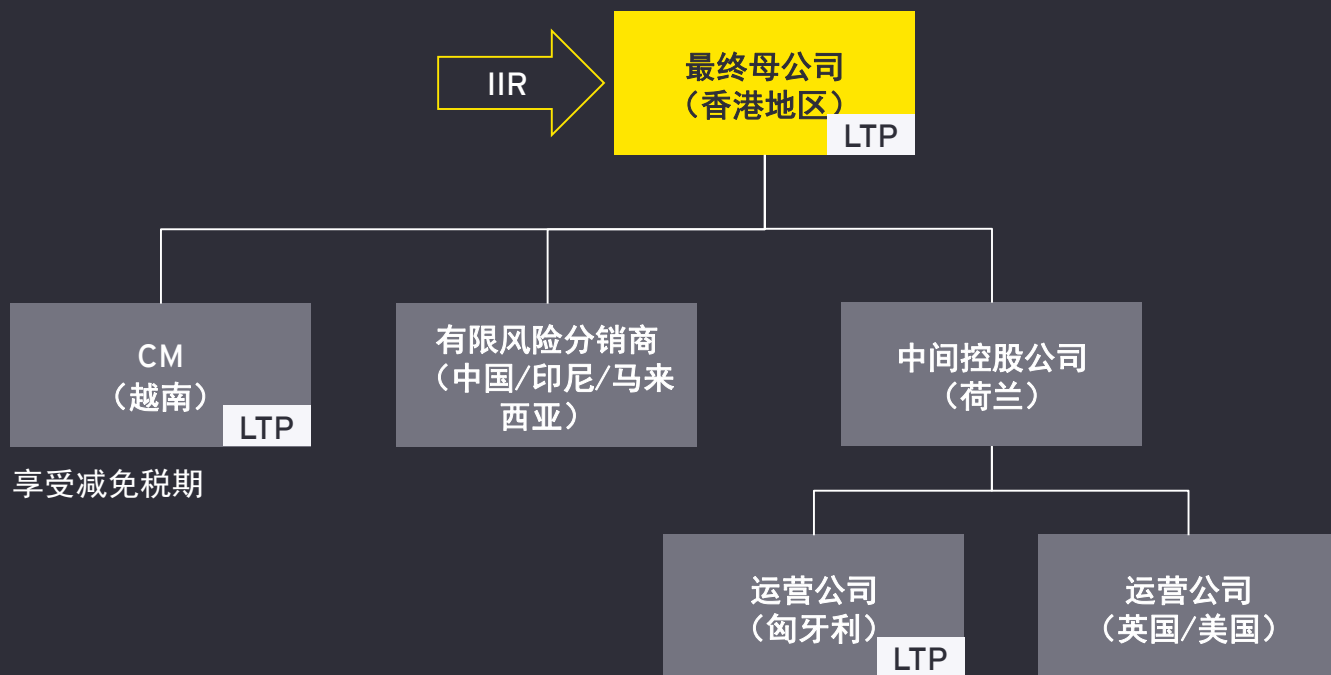 IIR
最终母公司
（香港地区）
LTP
CM
（越南）
LTP
享受减免税期
有限风险分销商
（中国/印尼/马来
西亚）
中间控股公司
（荷兰）
运营公司
（匈牙利）
LTP
运营公司
（英国/美国）